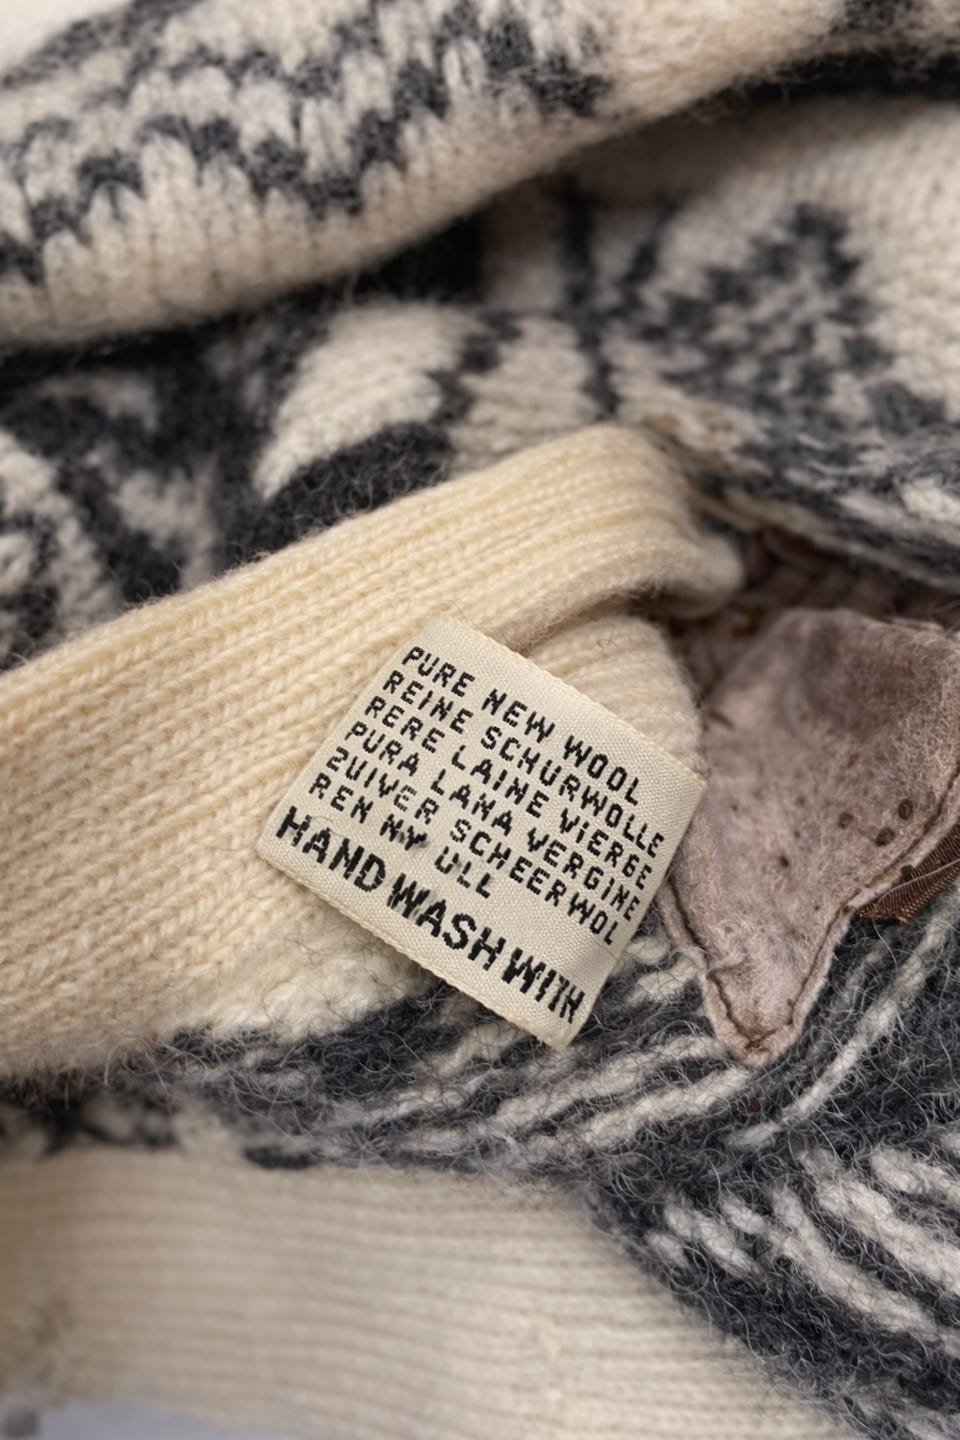 PURE NEW WOOL
REINE SCHURWOLLE
RERE LAINE VIERGE
PURA LANA VERGINE
ZUIVER SCHEERWOL
REN NY ULL
HAND WASH WITH